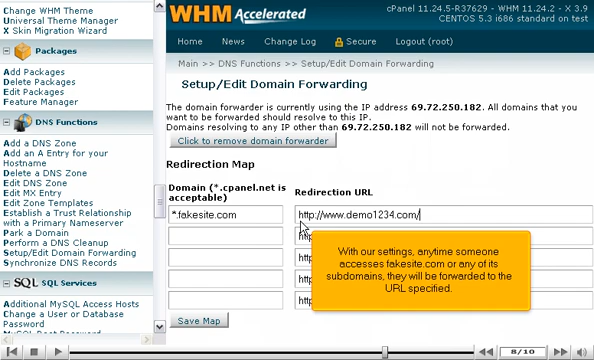 Change WHM Theme
Universal Theme Manager
X Skin Migration Wizard
Packages
Add Packages
Delete Packages
Edit Packages
Feature Manager
DNS Functions
Add a DNS Zone
Add an A Entry for your
Hostname
Delete a DNS Zone
Edit DNS Zone
Edit MX Entry
Edit Zone Templates
Establish a Trust Relationship
with a Primary Nameserver
Park a Domain
Perform a DNS Cleanup
Setup/Edit Domain Forwarding
Synchronize DNS Records
SQL SQL Services
Additional MySQL Access Hosts
Change a User or Database
Password
WHM Accelerated
cPanel 11.24.5-R37629 - WHM 11.24.2 - X 3.9
CENTOS 5.3 i686 standard on test
Home News Change Log Secure Logout (root)
Main >> DNS Functions >> Setup/Edit Domain Forwarding
Setup/Edit Domain Forwarding
The domain forwarder is currently using the IP address 69.72.250.182. All domains that you
want to be forwarded should resolve to this IP.
Domains resolving to any IP other than 69.72.250.182 will not be forwarded.
Click to remove domain forwarder
Redirection Map
Domain (*.cpanel.net is
acceptable)
Redirection URL
*.fakesite.com
http://www.demo1234.com/
With our settings, anytime someone
accesses fakesite.com or any of its
subdomains, they will be forwarded to the
URL specified.
Save Map
8/10